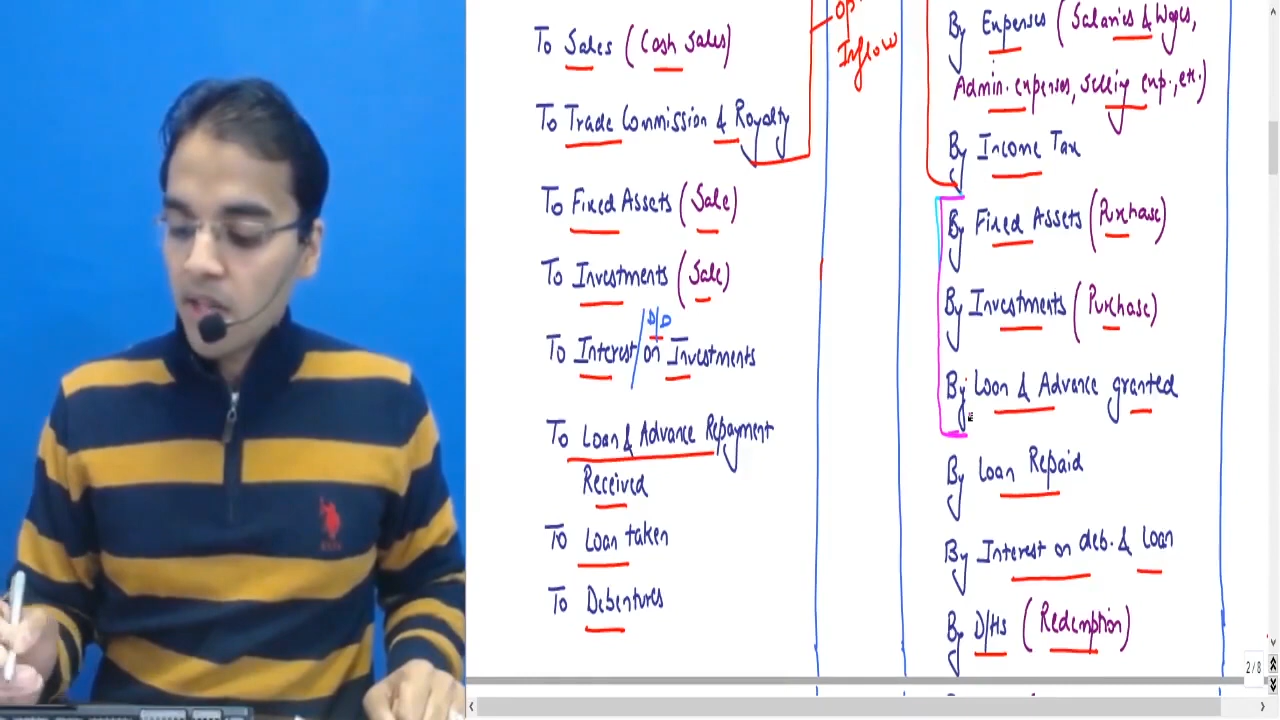 To Sales (Cash Sales)
To Trade Commission & Royalty
To Fixed Assets (Sale)
To Investments (Sale)
D/D
To Interest/on Investments
To Loan & Advance Repayment
Received
To Loan taken
To Debentures
Op
Inflow
By Expenses (Salaries & Wages,
Admin. expenses, selling exp., etc.)
By Income Tax
By Fixed Assets (Purchase)
By Investments (Purchase)
By Loan & Advance granted
By Loan Repaid
By Interest on deb. & Loan
By D/Hs (Redemption)
2/8